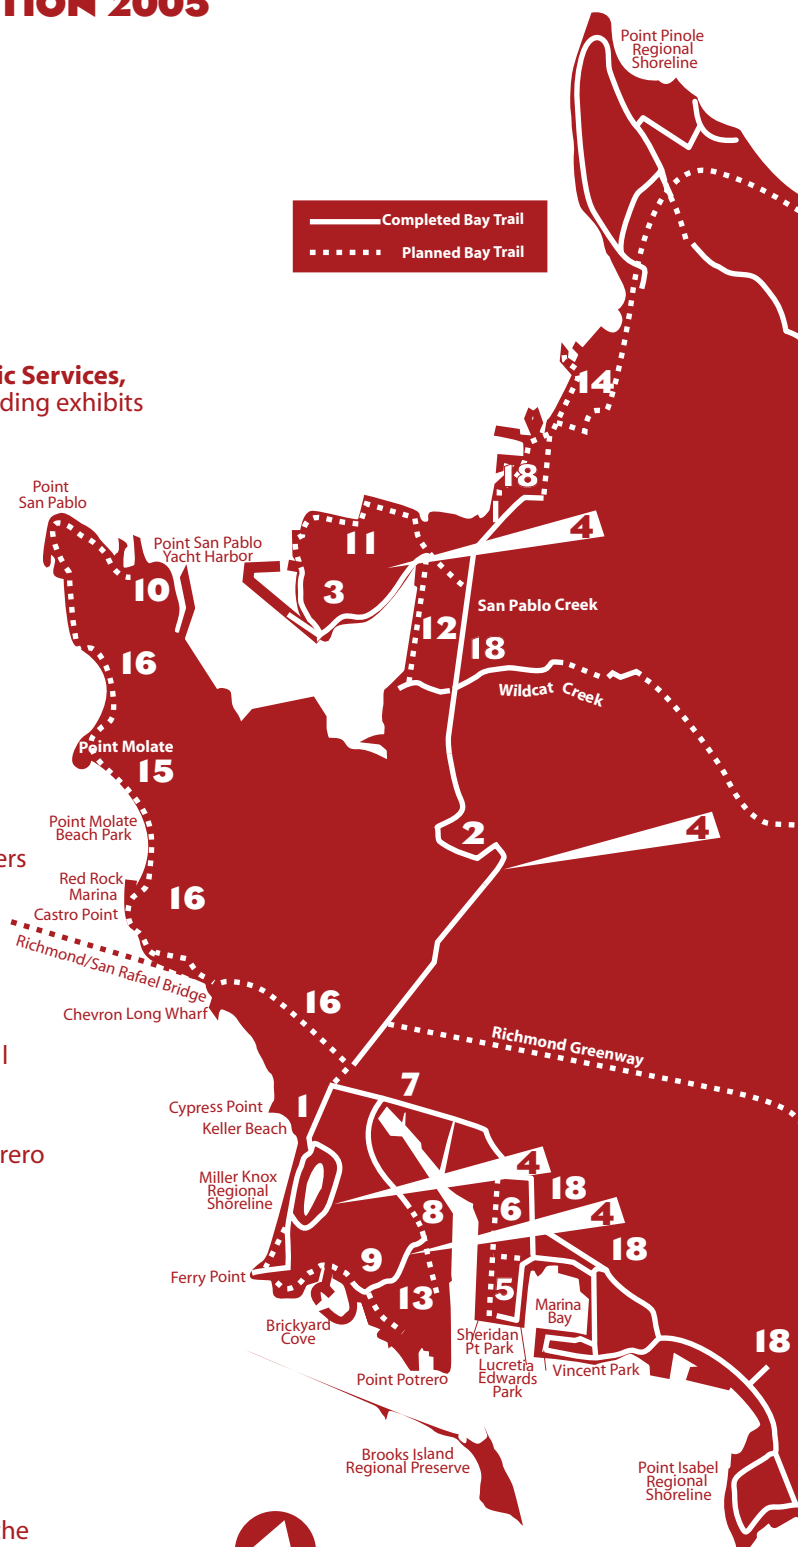 TION 2005
Point Pinole
Regional
Shoreline
Completed Bay Trail
Planned Bay Trail
ic Services,
ding exhibits
14
18
Point
San Pablo
4
11
Point San Pablo
Yacht Harbor
10
3
San Pablo Creek
12
18
16
Wildcat Creek
Point Molate
15
Point Molate
Beach Park
2
4
ers
Red Rock
Marina
16
Castro Point
Richmond/San Rafael Bridge
16
Chevron Long Wharf
Richmond Greenway
l
7
Cypress Point
1
Keller Beach
rero
4
Miller Knox
Regional
Shoreline
18
6
8
4
18
9
Ferry Point
5
13
Marina
Bay
Brickyard
Cove
Sheridan
Pt Park
18
Lucretia
Edwards
Park
Vincent Park
Point Potrero
Brooks Island
Regional Preserve
Point Isabel
Regional
Shoreline
he